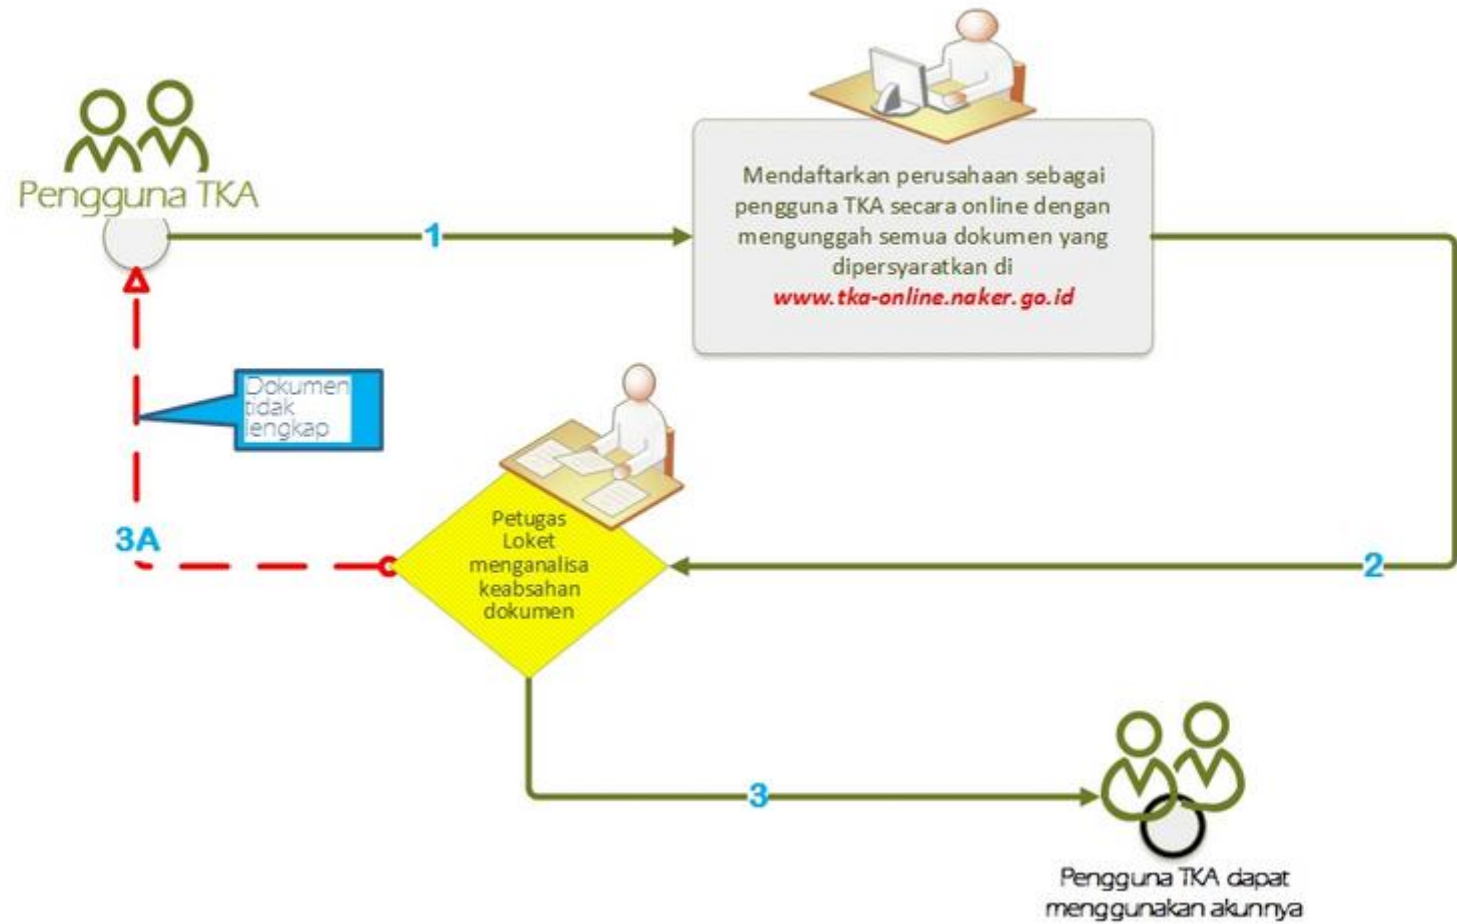 Pengguna TKA
1
Mendaftarkan perusahaan sebagai
pengguna TKA secara online dengan
mengunggah semua dokumen yang
dipersyaratkan di
www.tka-online.naker.go.id
Dokumen
tidak
lengkap
3A
Petugas
Loket
menganalisa
keabsahan
dokumen
2
3
Pengguna TKA dapat
menggunakan akunnya